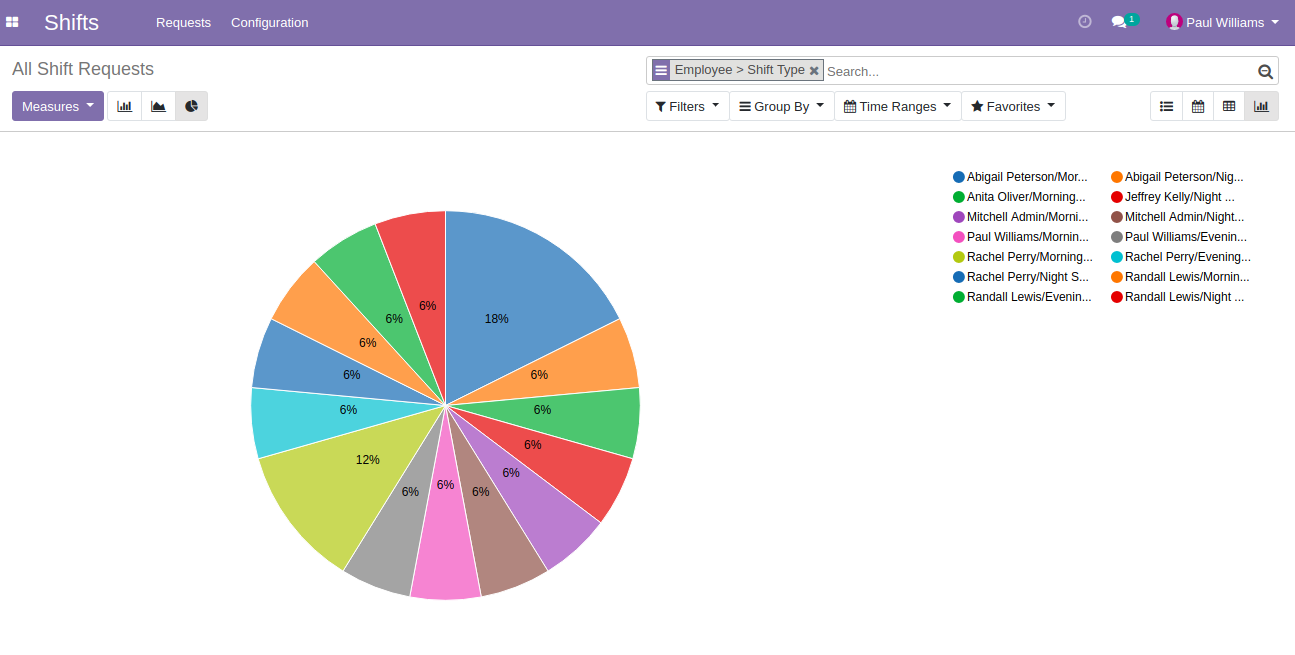 Shifts Requests Configuration 1 Paul Williams
All Shift Requests
Employee > Shift Type Search...
Measures Filters Group By Time Ranges Favorites
Abigail Peterson/Mor... Abigail Peterson/Nig...
Anita Oliver/Morning... Jeffrey Kelly/Night ...
Mitchell Admin/Morni... Mitchell Admin/Night...
Paul Williams/Mornin... Paul Williams/Evenin...
Rachel Perry/Morning... Rachel Perry/Evening...
Rachel Perry/Night S... Randall Lewis/Mornin...
Randall Lewis/Evenin... Randall Lewis/Night ...
6%
6% 18%
6%
6% 6%
6% 6%
6%
12% 6%
6% 6% 6%